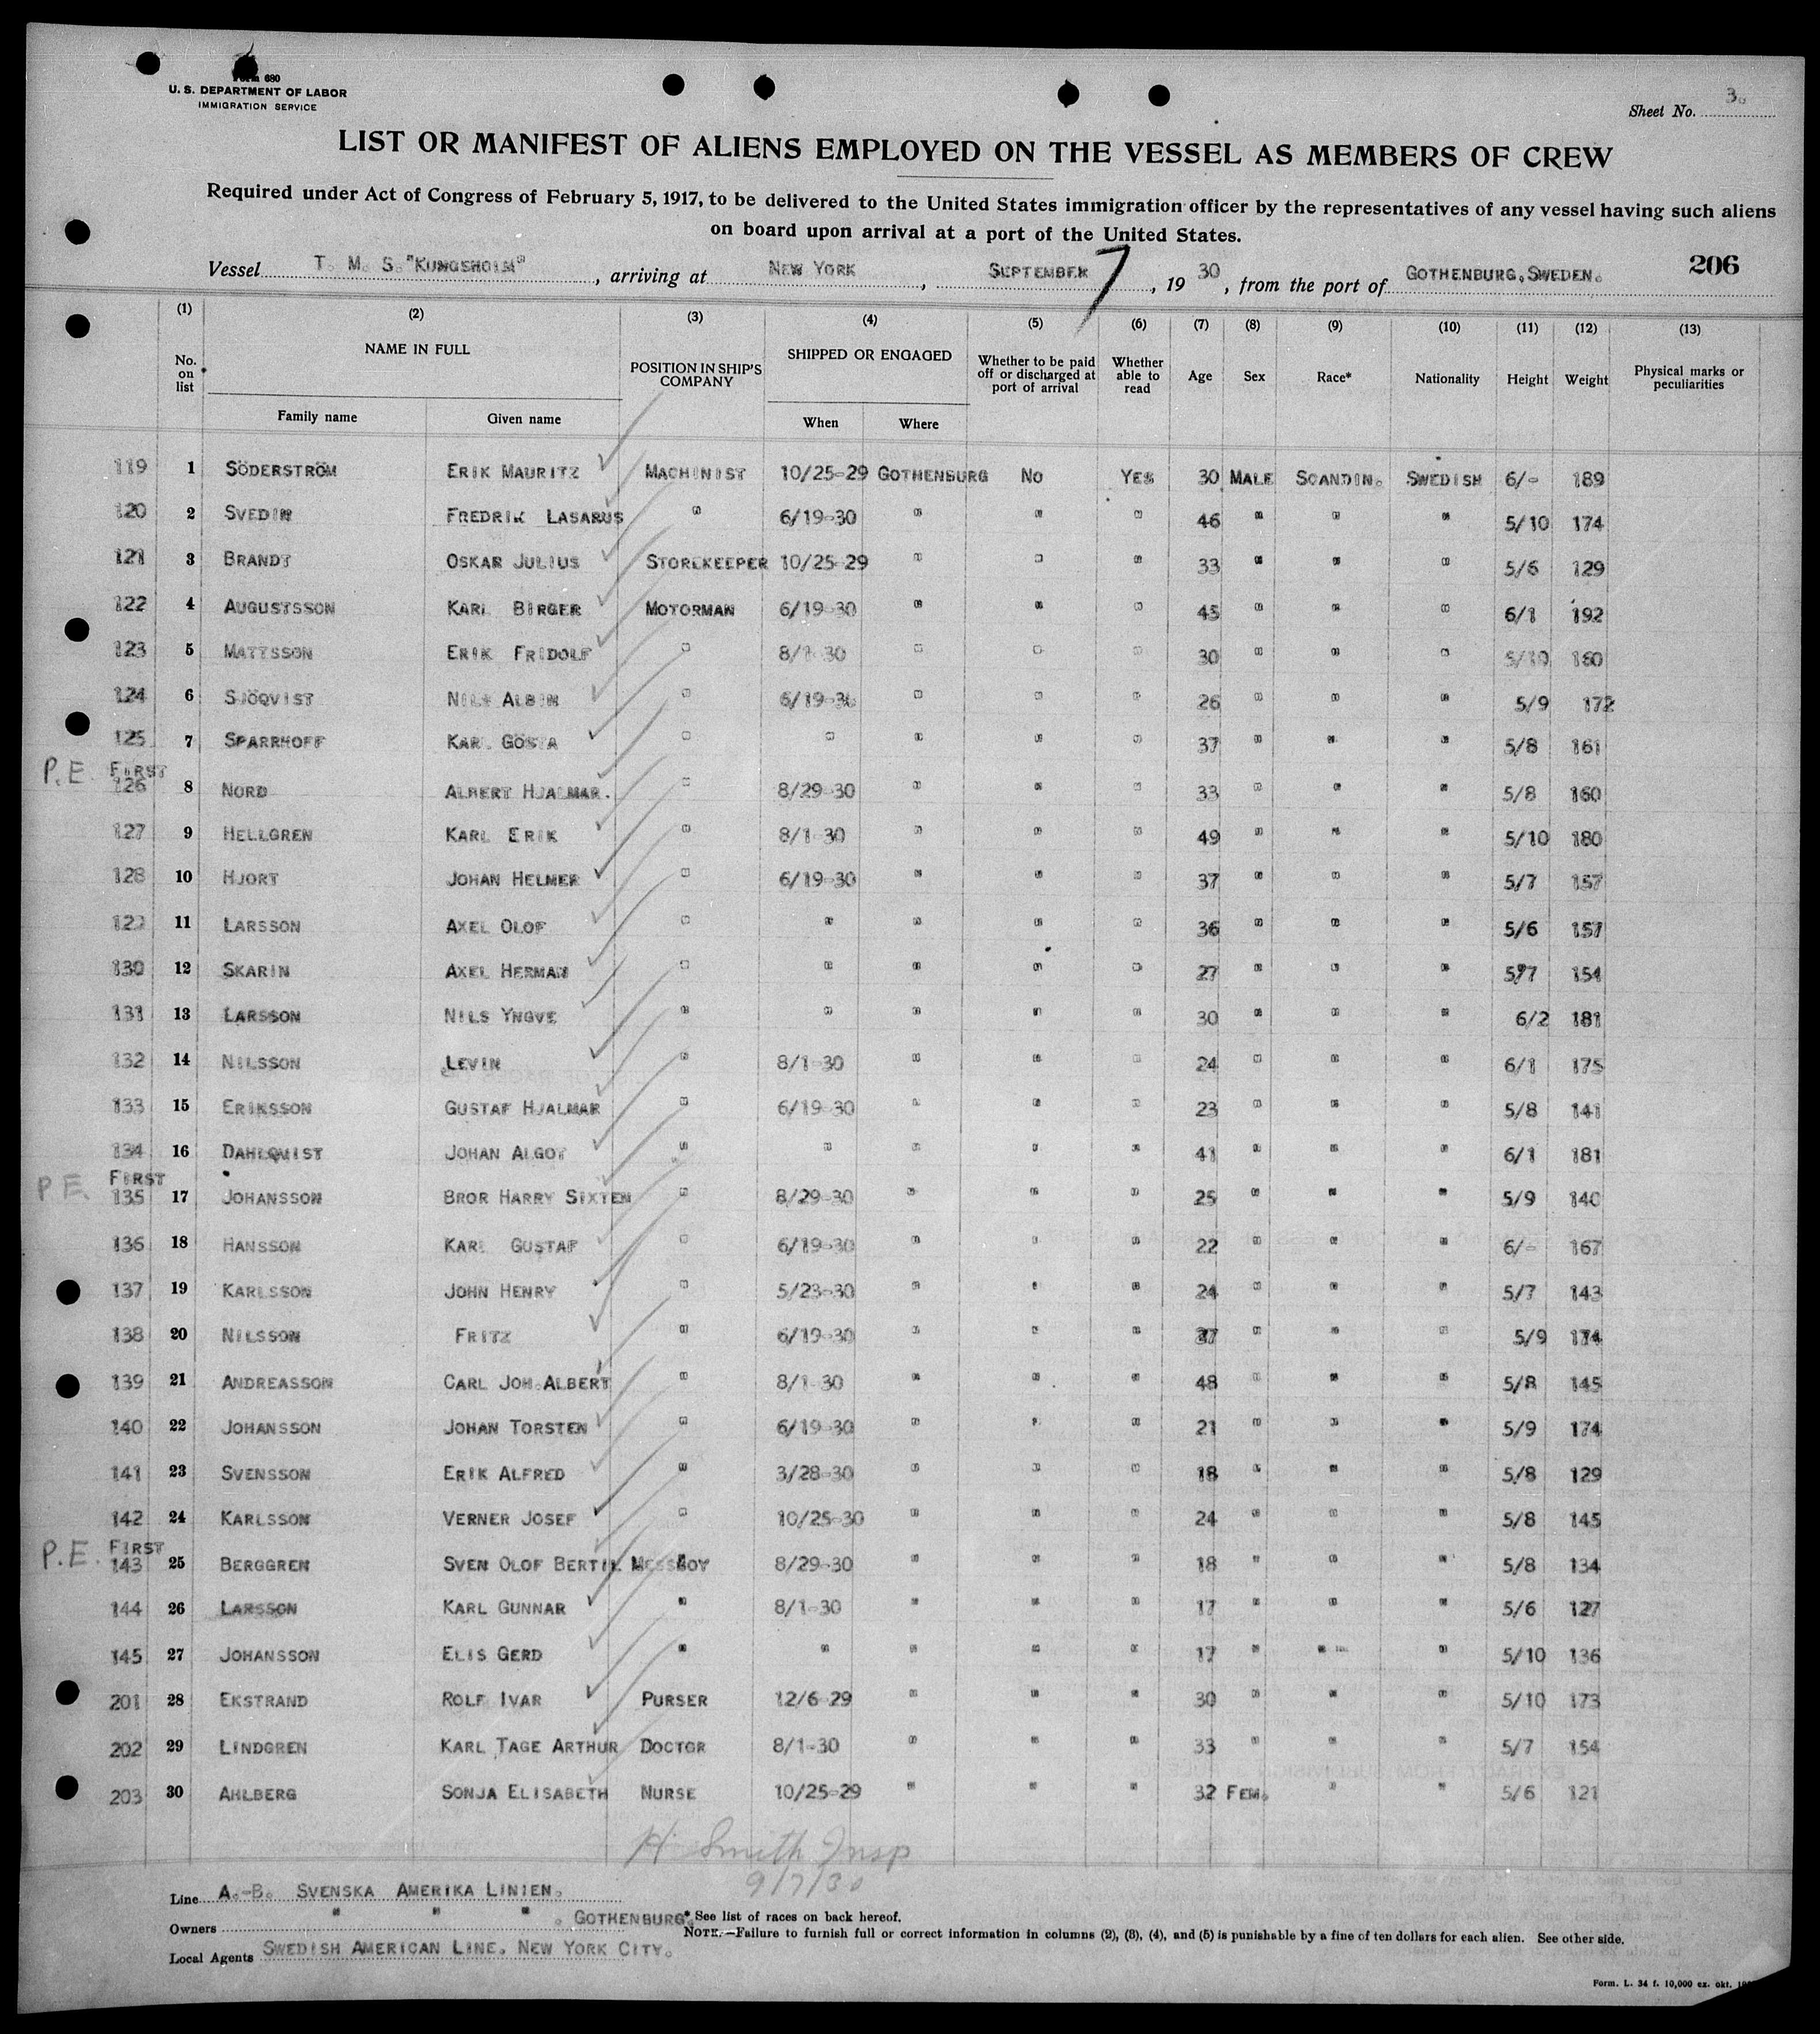 Form 680
U. S. DEPARTMENT OF LABOR
IMMIGRATION SERVICE
Sheet No. 3.
LIST OR MANIFEST OF ALIENS EMPLOYED ON THE VESSEL AS MEMBERS OF CREW
Required under Act of Congress of February 5, 1917, to be delivered to the United States immigration officer by the representatives of any vessel having such aliens
on board upon arrival at a port of the United States.
Vessel T. M. S. "KUNGSHOLM", arriving at NEW YORK, SEPTEMBER 7, 1930, from the port of GOTHENBURG, SWEDEN. 206
(1) (2) (3) (4) (5) (6) (7) (8) (9) (10) (11) (12) (13)
No. on list NAME IN FULL POSITION IN SHIP'S COMPANY SHIPPED OR ENGAGED Whether to be paid off or discharged at port of arrival Whether able to read Age Sex Race* Nationality Height Weight Physical marks or peculiarities
Family name Given name When Where
119 1 SÖDERSTRÖM ERIK MAURITZ MACHINIST 10/25-29 GOTHENBURG NO YES 30 MALE SCANDIN. SWEDISH 6/- 189
120 2 SVEDIN FREDRIK LASARUS " 6/19-30 " " " 46 " " " 5/10 174
121 3 BRANDT OSKAR JULIUS STOREKEEPER 10/25-29 " " " 33 " " " 5/6 129
122 4 AUGUSTSSON KARL BIRGER MOTORMAN 6/19-30 " " " 45 " " " 6/1 192
123 5 MATTSSON ERIK FRIDOLF " 8/1-30 " " " 30 " " " 5/10 160
124 6 SJÖQVIST NILS ALBIN " 6/19-30 " " " 26 " " " 5/9 172
125 7 SPARRHOFF KARL GÖSTA " " " " " 37 " " " 5/8 161
P.E. FIRST
126 8 NORD ALBERT HJALMAR. " 8/29-30 " " " 33 " " " 5/8 160
127 9 HELLGREN KARL ERIK " 8/1-30 " " " 49 " " " 5/10 180
128 10 HJORT JOHAN HELMER " 6/19-30 " " " 37 " " " 5/7 157
129 11 LARSSON AXEL OLOF " " " " " 36 " " " 5/6 157
130 12 SKARIN AXEL HERMAN " " " " " 27 " " " 5/7 154
131 13 LARSSON NILS YNGVE " " " " " 30 " " " 6/2 181
132 14 NILSSON LEVIN " 8/1-30 " " " 24 " " " 6/1 175
133 15 ERIKSSON GUSTAF HJALMAR " 6/19-30 " " " 23 " " " 5/8 141
134 16 DAHLQVIST JOHAN ALGOT " " " " " 41 " " " 6/1 181
P.E. FIRST
135 17 JOHANSSON BROR HARRY SIXTEN " 8/29-30 " " " 25 " " " 5/9 140
136 18 HANSSON KARL GUSTAF " 6/19-30 " " " 22 " " " 6/- 167
137 19 KARLSSON JOHN HENRY " 5/23-30 " " " 24 " " " 5/7 143
138 20 NILSSON FRITZ " 6/19-30 " " " 37 " " " 5/9 174
139 21 ANDREASSON CARL JOH. ALBERT " 8/1-30 " " " 48 " " " 5/8 145
140 22 JOHANSSON JOHAN TORSTEN " 6/19-30 " " " 21 " " " 5/9 174
141 23 SVENSSON ERIK ALFRED " 3/28-30 " " " 18 " " " 5/8 129
142 24 KARLSSON VERNER JOSEF " 10/25-30 " " " 24 " " " 5/8 145
P.E. FIRST
143 25 BERGGREN SVEN OLOF BERTIL MESSBOY 8/29-30 " " " 18 " " " 5/8 134
144 26 LARSSON KARL GUNNAR " 8/1-30 " " " 17 " " " 5/6 127
145 27 JOHANSSON ELIS GERD " " " " " 17 " " " 5/10 136
201 28 EKSTRAND ROLF IVAR PURSER 12/6-29 " " " 30 " " " 5/10 173
202 29 LINDGREN KARL TAGE ARTHUR DOCTOR 8/1-30 " " " 33 " " " 5/7 154
203 30 AHLBERG SONJA ELISABETH NURSE 10/25-29 " " " 32 FEM. " " 5/6 121
H. Smith Insp
9/7/30
Line A.-B. SVENSKA AMERIKA LINIEN.
Owners " " " . GOTHENBURG.
* See list of races on back hereof.
NOTE.—Failure to furnish full or correct information in columns (2), (3), (4), and (5) is punishable by a fine of ten dollars for each alien. See other side.
Local Agents SWEDISH AMERICAN LINE. NEW YORK CITY.
Form. L. 34 f. 10,000 ex. okt.